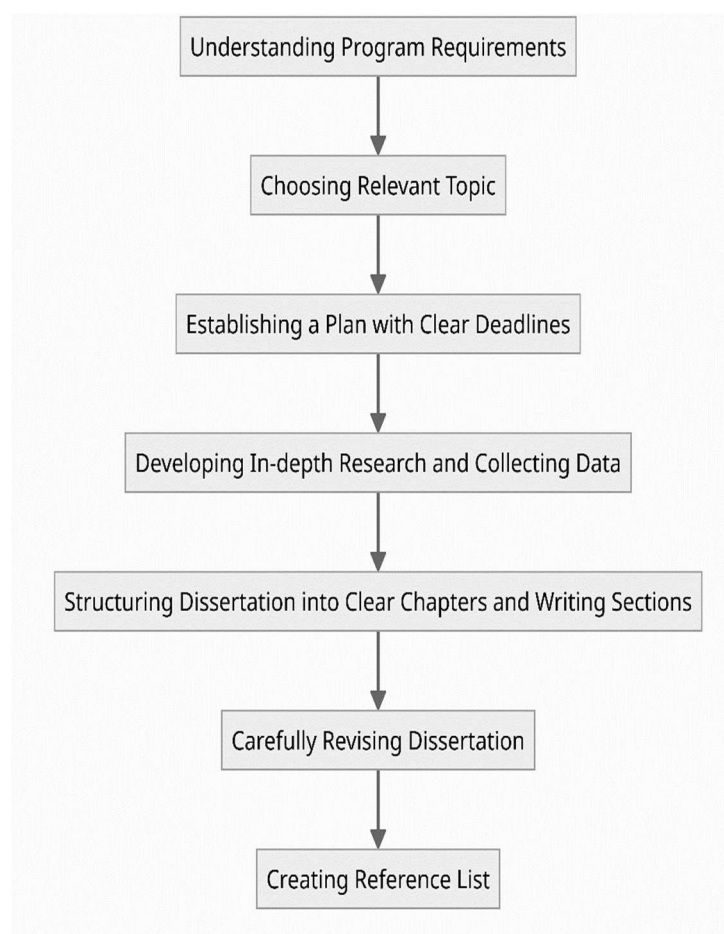 Understanding Program Requirements
Choosing Relevant Topic
Establishing a Plan with Clear Deadlines
Developing In-depth Research and Collecting Data
Structuring Dissertation into Clear Chapters and Writing Sections
Carefully Revising Dissertation
Creating Reference List